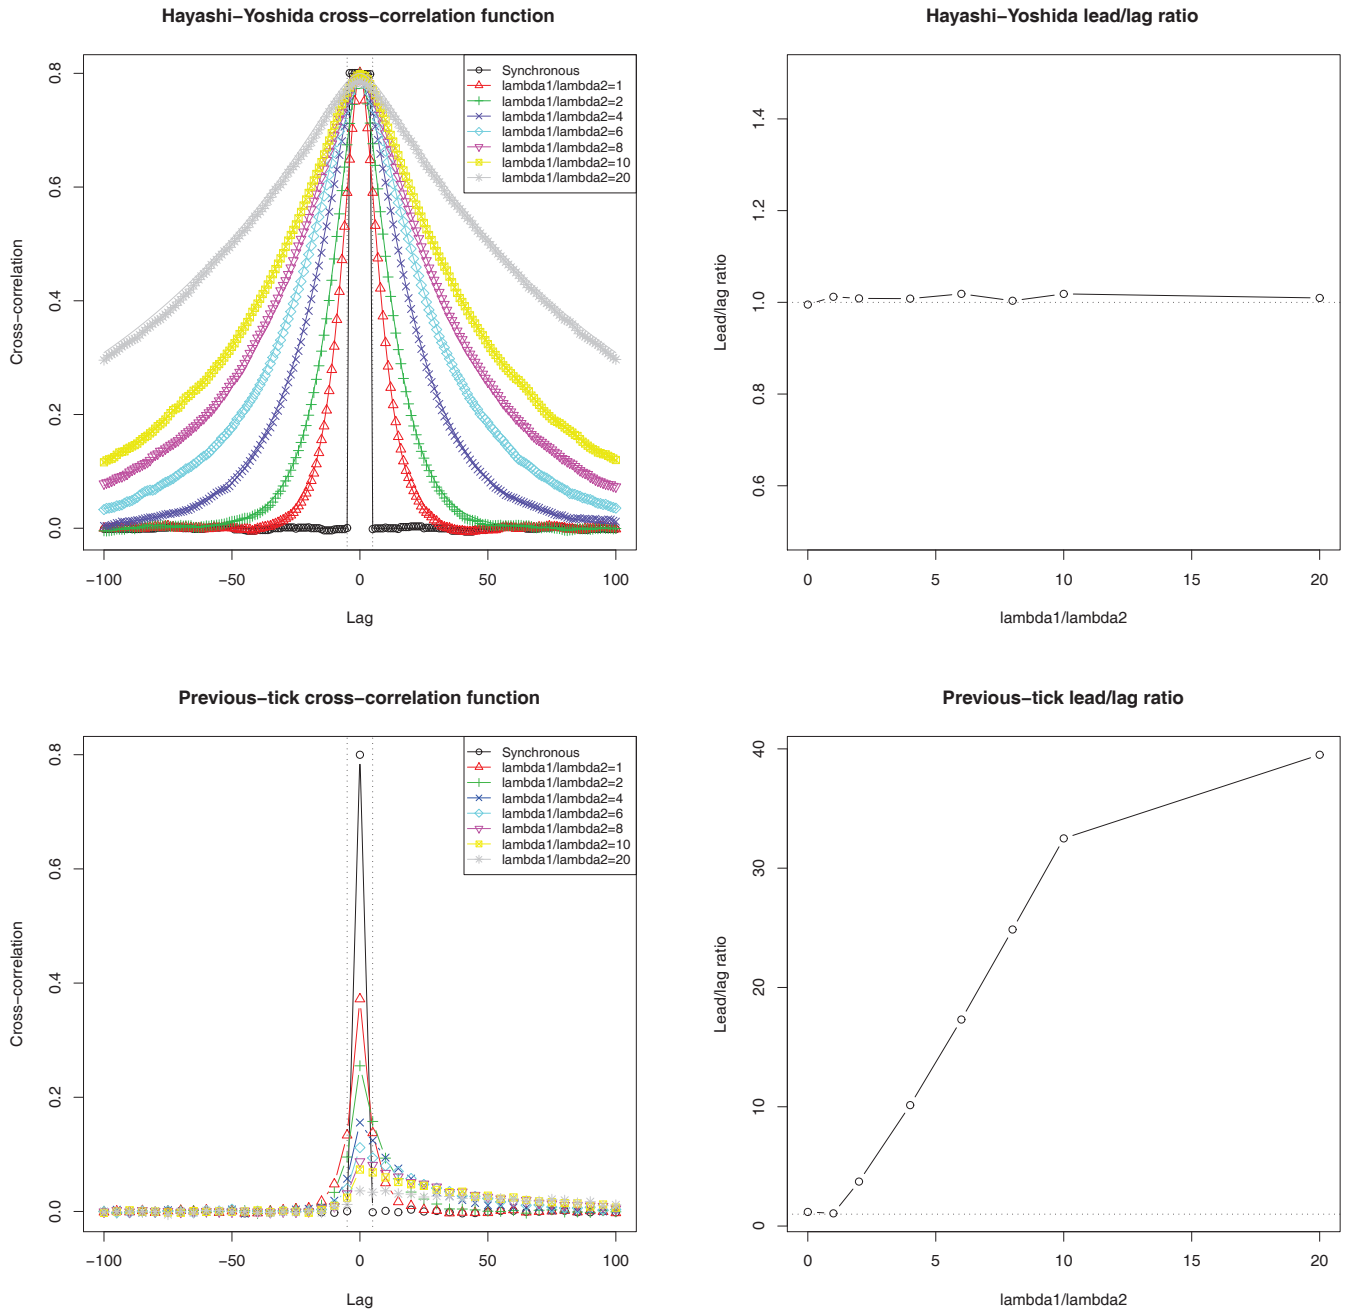 Hayashi−Yoshida cross−correlation function
Cross−correlation
0.0
0.2
0.4
0.6
0.8
Synchronous
lambda1/lambda2=1
lambda1/lambda2=2
lambda1/lambda2=4
lambda1/lambda2=6
lambda1/lambda2=8
lambda1/lambda2=10
lambda1/lambda2=20
−100
−50
0
50
100
Lag
Hayashi−Yoshida lead/lag ratio
Lead/lag ratio
0.6
0.8
1.0
1.2
1.4
0
5
10
15
20
lambda1/lambda2
Previous−tick cross−correlation function
Cross−correlation
0.0
0.2
0.4
0.6
0.8
Synchronous
lambda1/lambda2=1
lambda1/lambda2=2
lambda1/lambda2=4
lambda1/lambda2=6
lambda1/lambda2=8
lambda1/lambda2=10
lambda1/lambda2=20
−100
−50
0
50
100
Lag
Previous−tick lead/lag ratio
Lead/lag ratio
0
10
20
30
40
0
5
10
15
20
lambda1/lambda2